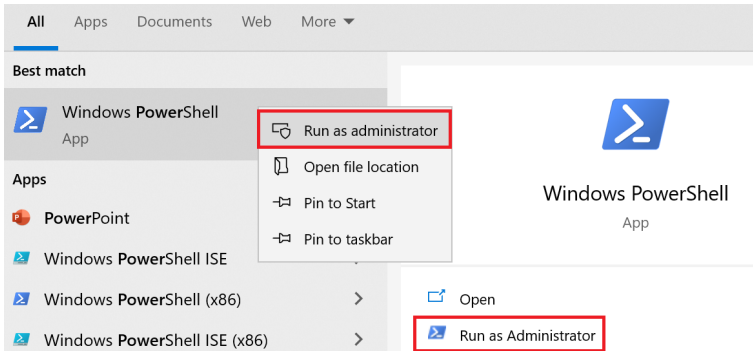 All Apps Documents Web More
Best match
Windows PowerShell
App
Run as administrator
Open file location
Pin to Start
Pin to taskbar
Apps
PowerPoint
Windows PowerShell ISE
Windows PowerShell (x86)
Windows PowerShell ISE (x86)
Windows PowerShell
App
Open
Run as Administrator